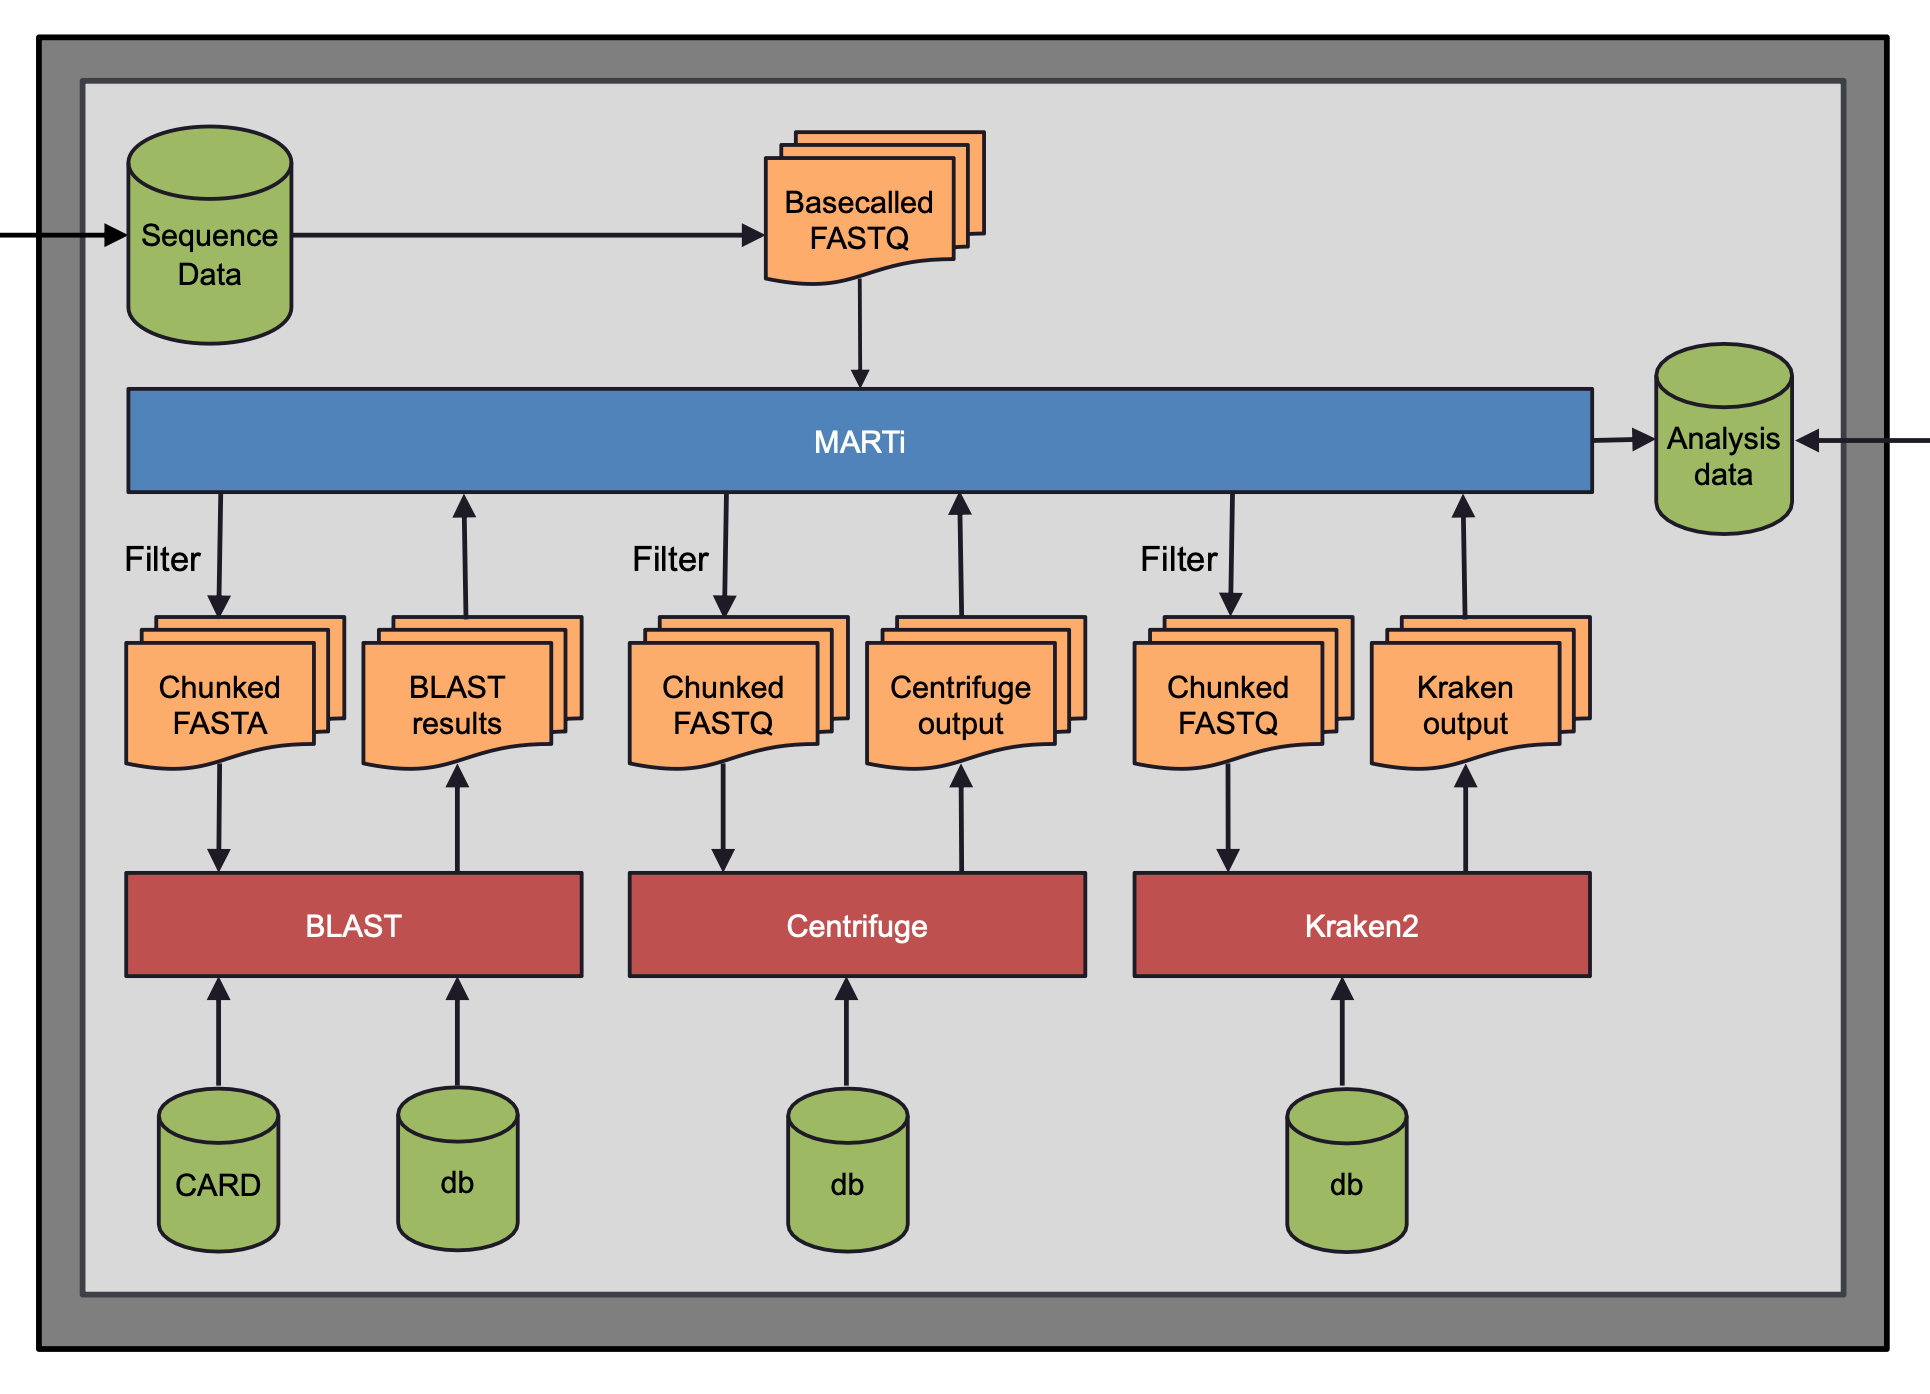 Sequence
Data
Basecalled
FASTQ
MARTi
Analysis
data
Filter
Filter
Filter
Chunked
FASTA
BLAST
results
Chunked
FASTQ
Centrifuge
output
Chunked
FASTQ
Kraken
output
BLAST
Centrifuge
Kraken2
CARD
db
db
db